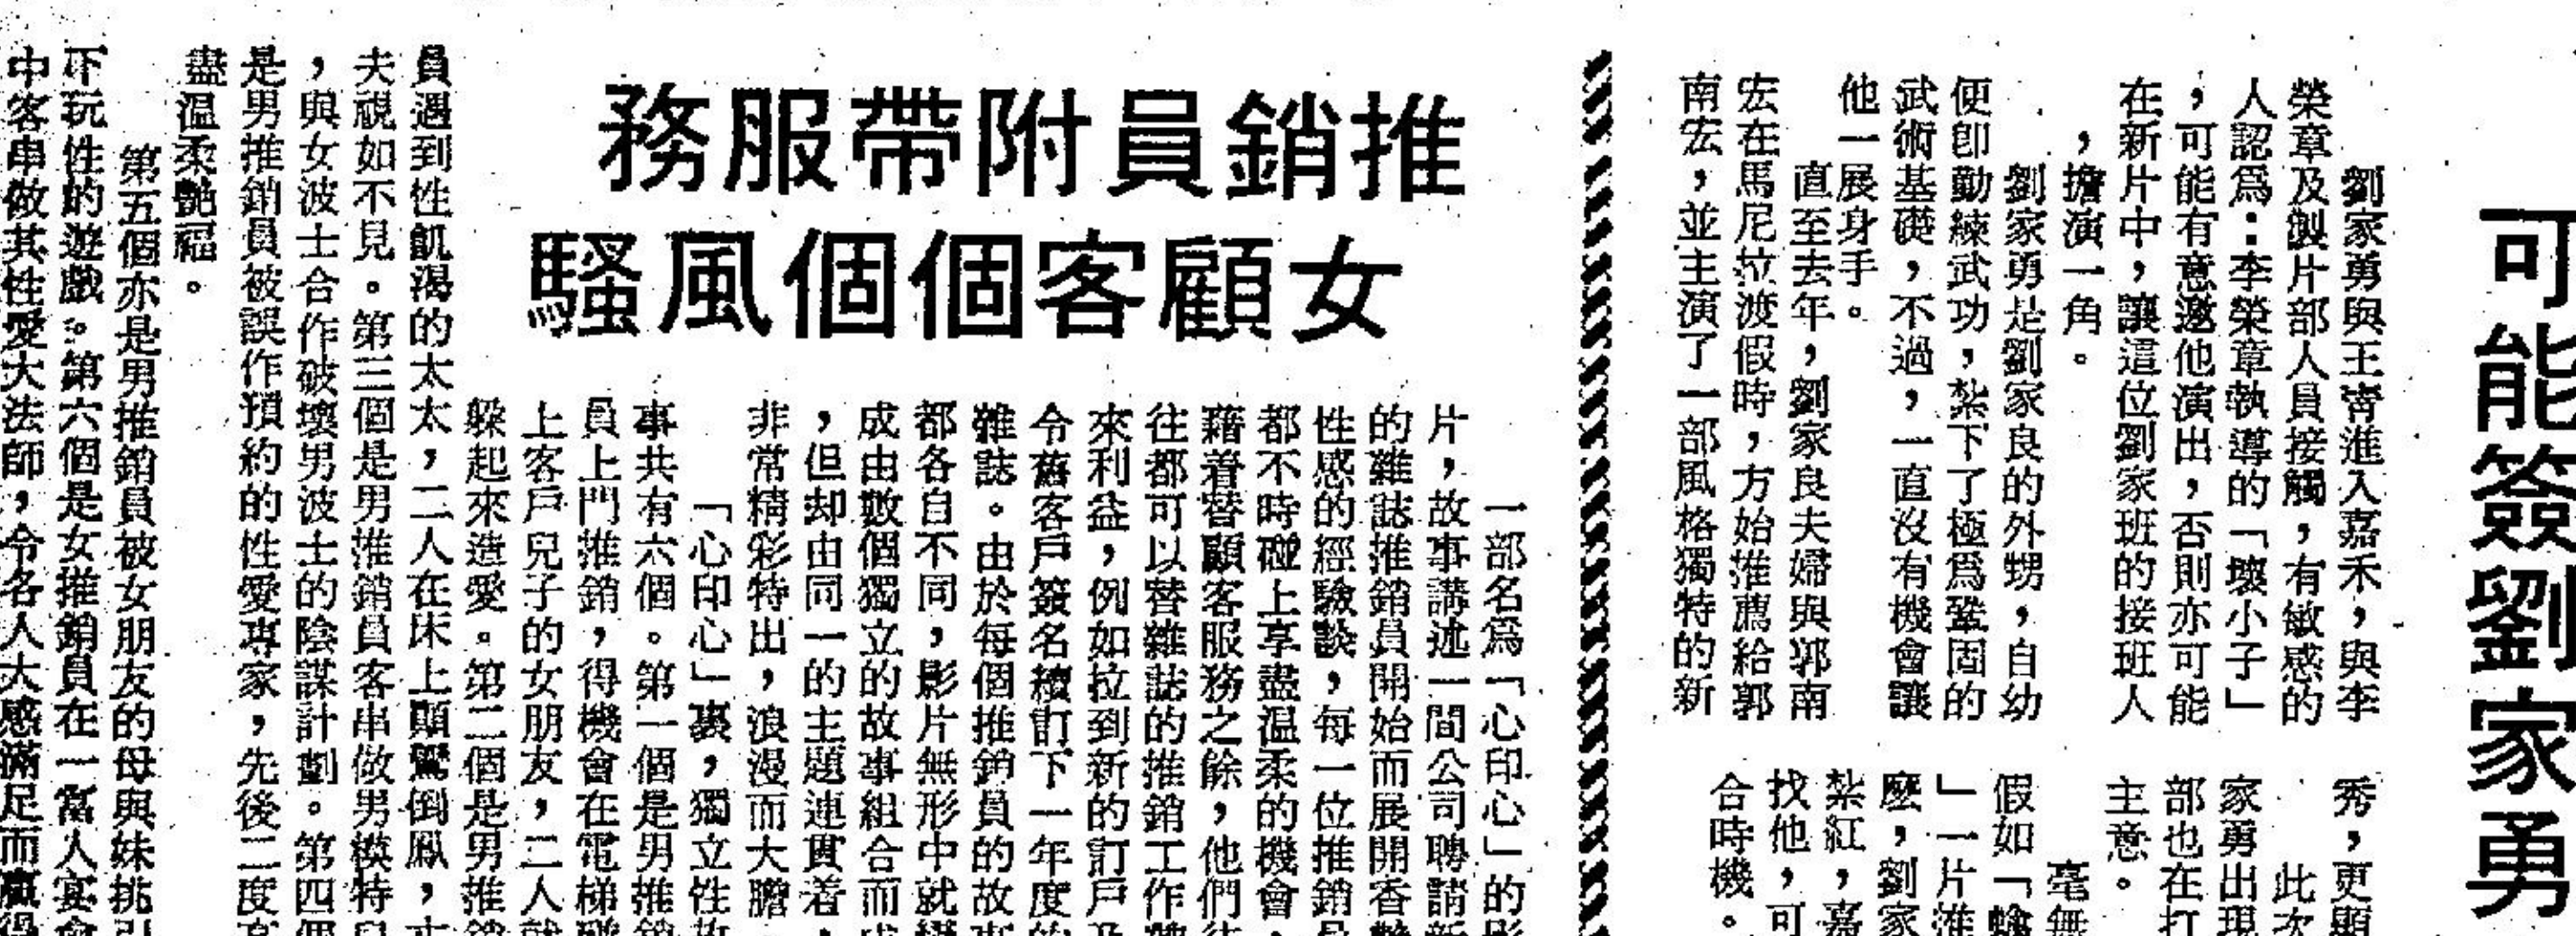 可能簽劉家勇
劉家勇與王
進入嘉禾，與李
榮章及製片部人員接觸，有敏感的
人認爲：李榮章執導的「壞小子」
，可能有意邀他演出，否則亦可能
在新片中，讓這位劉家班的接班人
，擔演一角。
劉家勇是劉家良的外甥，自幼
便卽勤練武功，紮下了極爲鞏固的
武術基礎，不過，一直沒有機會讓
他一展身手。
直至去年，劉家良夫婦與郭南
宏在馬尼拉渡假時，方始推薦給郭
南宏，並主演了一部風格獨特的新
秀，更顯
此次
家勇出現
部也在打
主意。
毫無
假如「
」一片推
麽，劉家
紮紅，嘉
找他，可
合時機。
推銷員附帶服務
女顧客個個風騷
一部名爲「心印心」的影
片，故事講述一間公司聘請新
的雜誌推銷員開始而展開香艷
性感的經驗談，每一位推銷員
都不時碰上享盡溫柔的機會，
藉着替顧客服務之餘，他們往
往都可以替雜誌的推銷工作
來利益，例如拉到新的訂戶及
令舊客戶簽名續訂下一年度的
雜誌。由於每個推銷員的故事
都各自不同，影片無形中就變
成由數個獨立的故事組合而成
，但却由同一的主題連貫着，
非常精彩特出，浪漫而大膽。
「心印心」裏，獨立性故
事共有六個。第一個是男推銷
員上門推銷，得機會在電梯碰
上客戶兒子的女朋友，二人就
躱起來造愛。第二個是男推銷
員遇到性飢渴的太太，二人在床上顚鸞倒鳳，丈
夫視如不見。第三個是男推銷員客串做男模特兒
，與女波士合作破壞男波士的陰謀計劃。第四個
是男推銷員被誤作預約的性愛專家，先後二度享
盡溫柔艷福。
第五個亦是男推銷員被女朋友的母與妹挑引
下玩性的遊戲。第六個是女推銷員在一富人宴會
中客串做其性愛大法師，令各人大感滿足而贏得